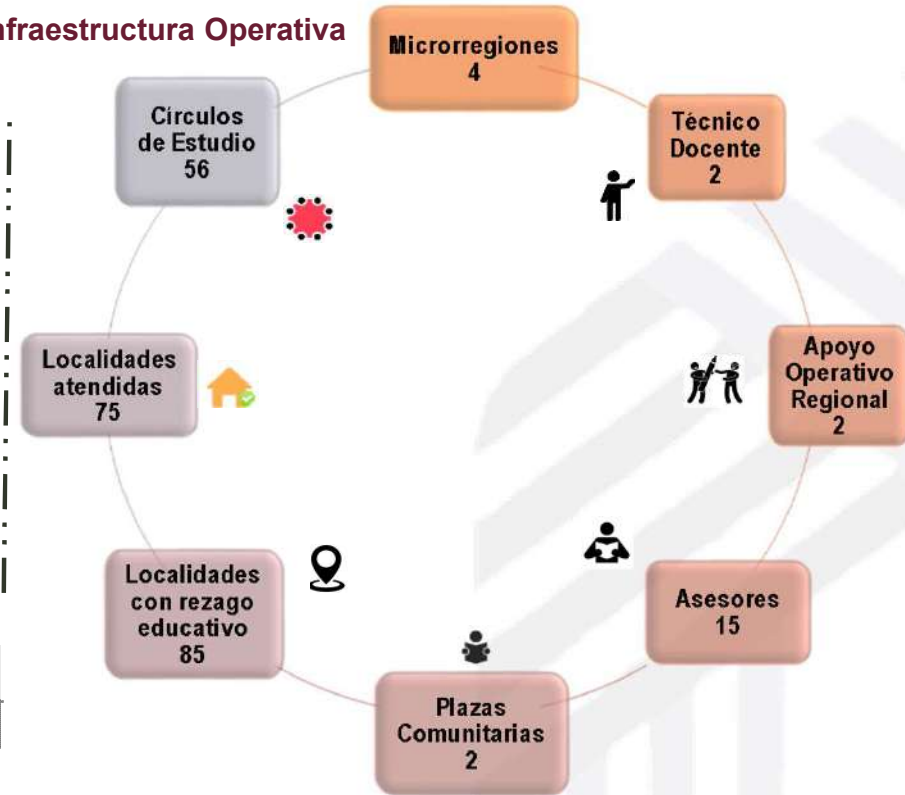 nfraestructura Operativa
Microrregiones
4
Técnico
Docente
2
Apoyo
Operativo
Regional
2
Asesores
15
Plazas
Comunitarias
2
Localidades
con rezago
educativo
85
Localidades
atendidas
75
Círculos
de Estudio
56